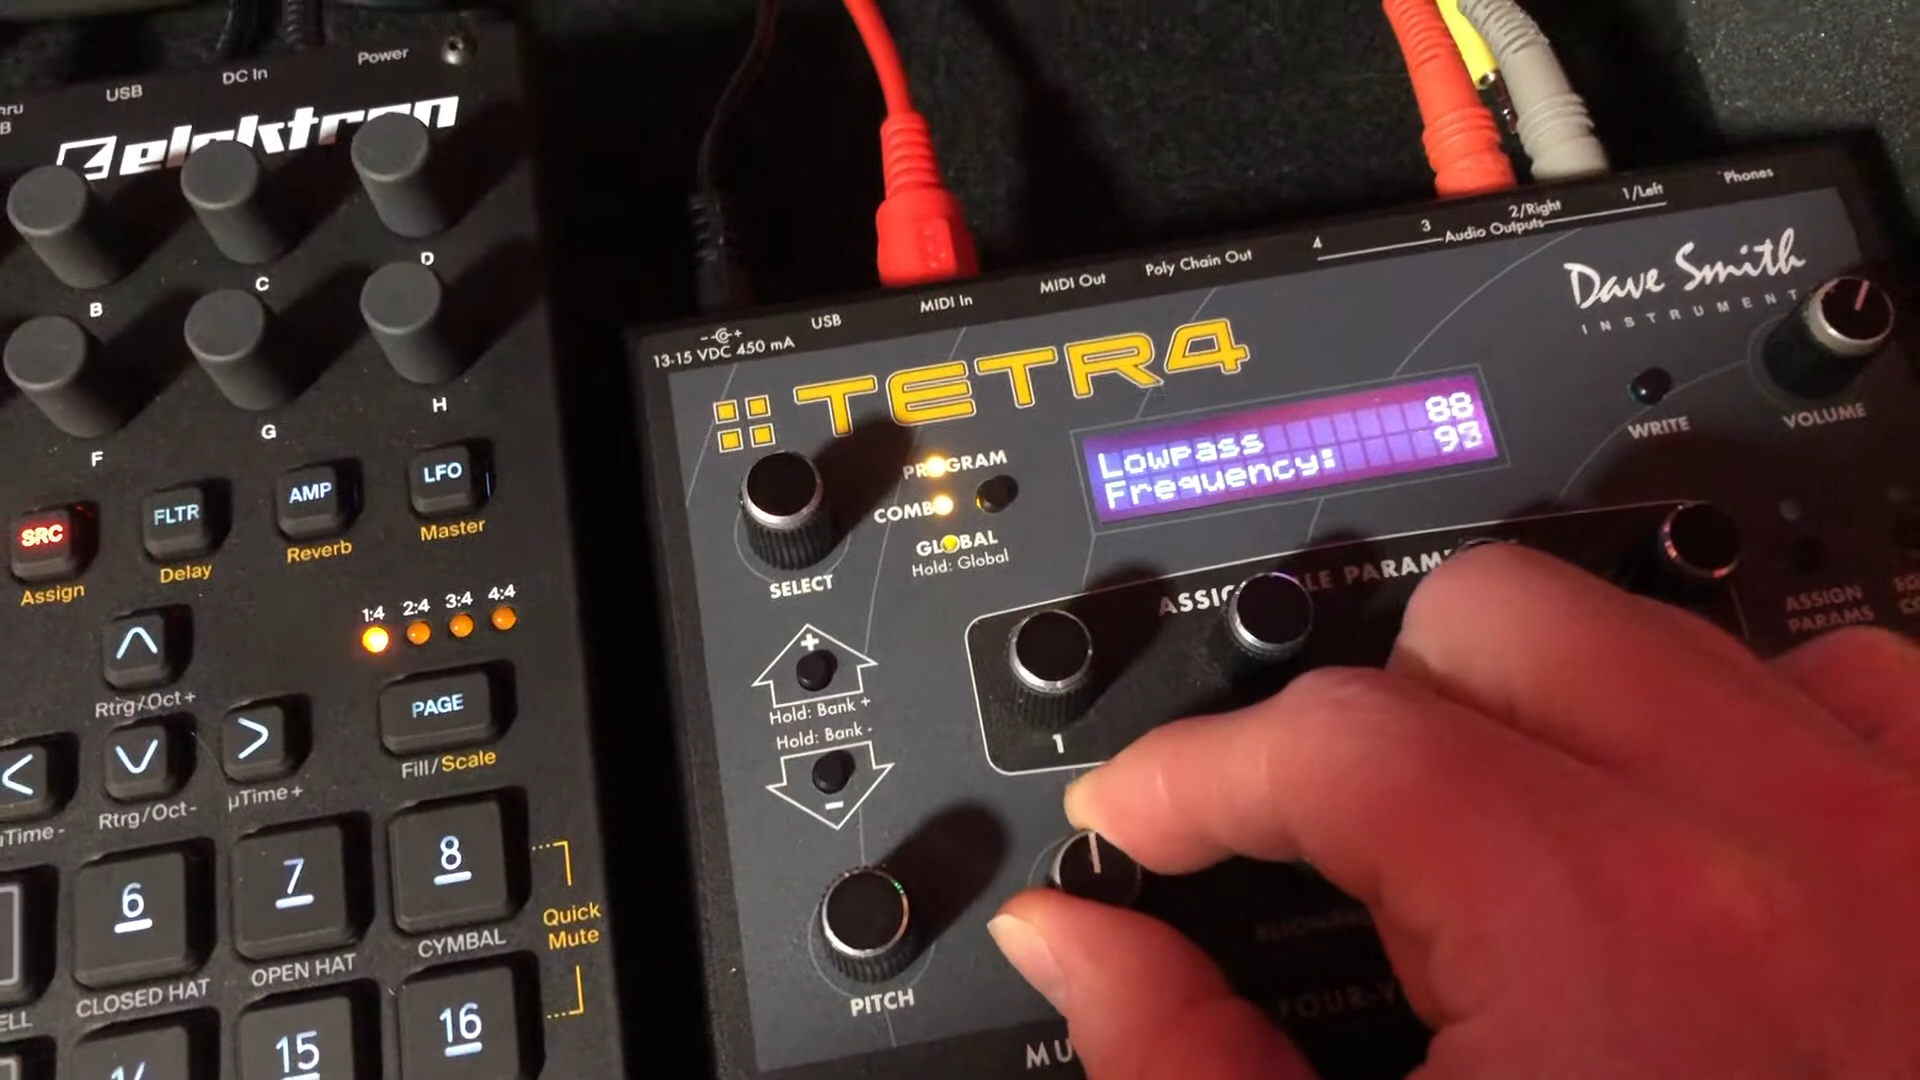 USB
DC In
Power
elektron
B
C
D
F
G
H
SRC
FLTR
AMP
LFO
Assign
Delay
Reverb
Master
1:4 2:4 3:4 4:4
Rtrg/Oct+
PAGE
Fill/Scale
Rtrg/Oct-
µTime+
6
7
8
CLOSED HAT
OPEN HAT
CYMBAL
Quick
Mute
15
16
13-15 VDC 450 mA
USB
MIDI In
MIDI Out
Poly Chain Out
4
3
2/Right
1/Left
Audio Outputs
Phones
TETR4
Dave Smith
INSTRUMENT
VOLUME
WRITE
Lowpass 88
Frequency: 93
PROGRAM
COMBO
GLOBAL
Hold: Global
SELECT
+
Hold: Bank +
Hold: Bank -
-
1
ASSIGN
PARAMS
PITCH